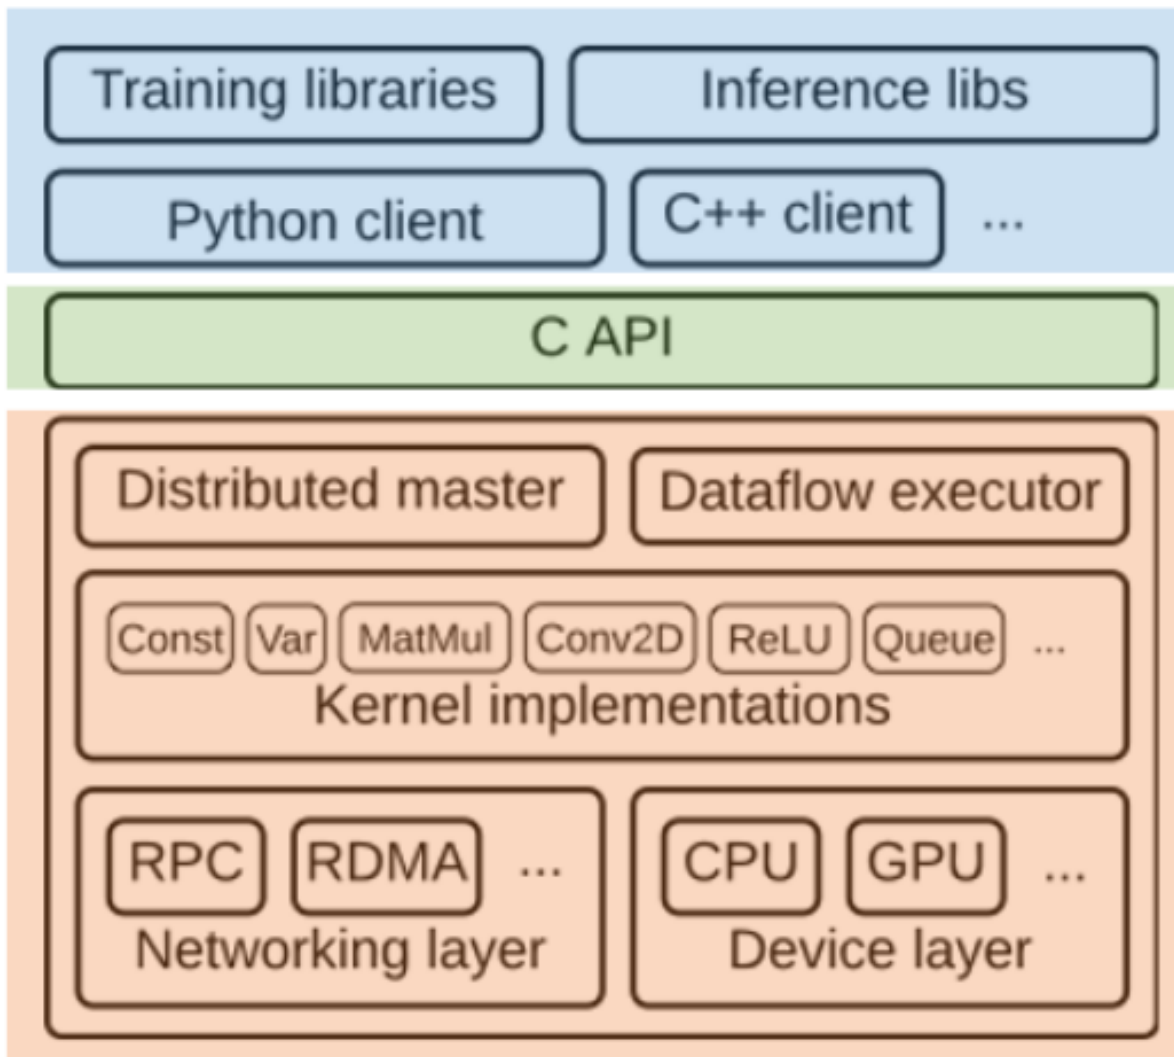 Training libraries Inference libs
Python client C++ client ...
C API
Distributed master Dataflow executor
Const Var MatMul Conv2D ReLU Queue ...
Kernel implementations
RPC RDMA ... CPU GPU ...
Networking layer Device layer